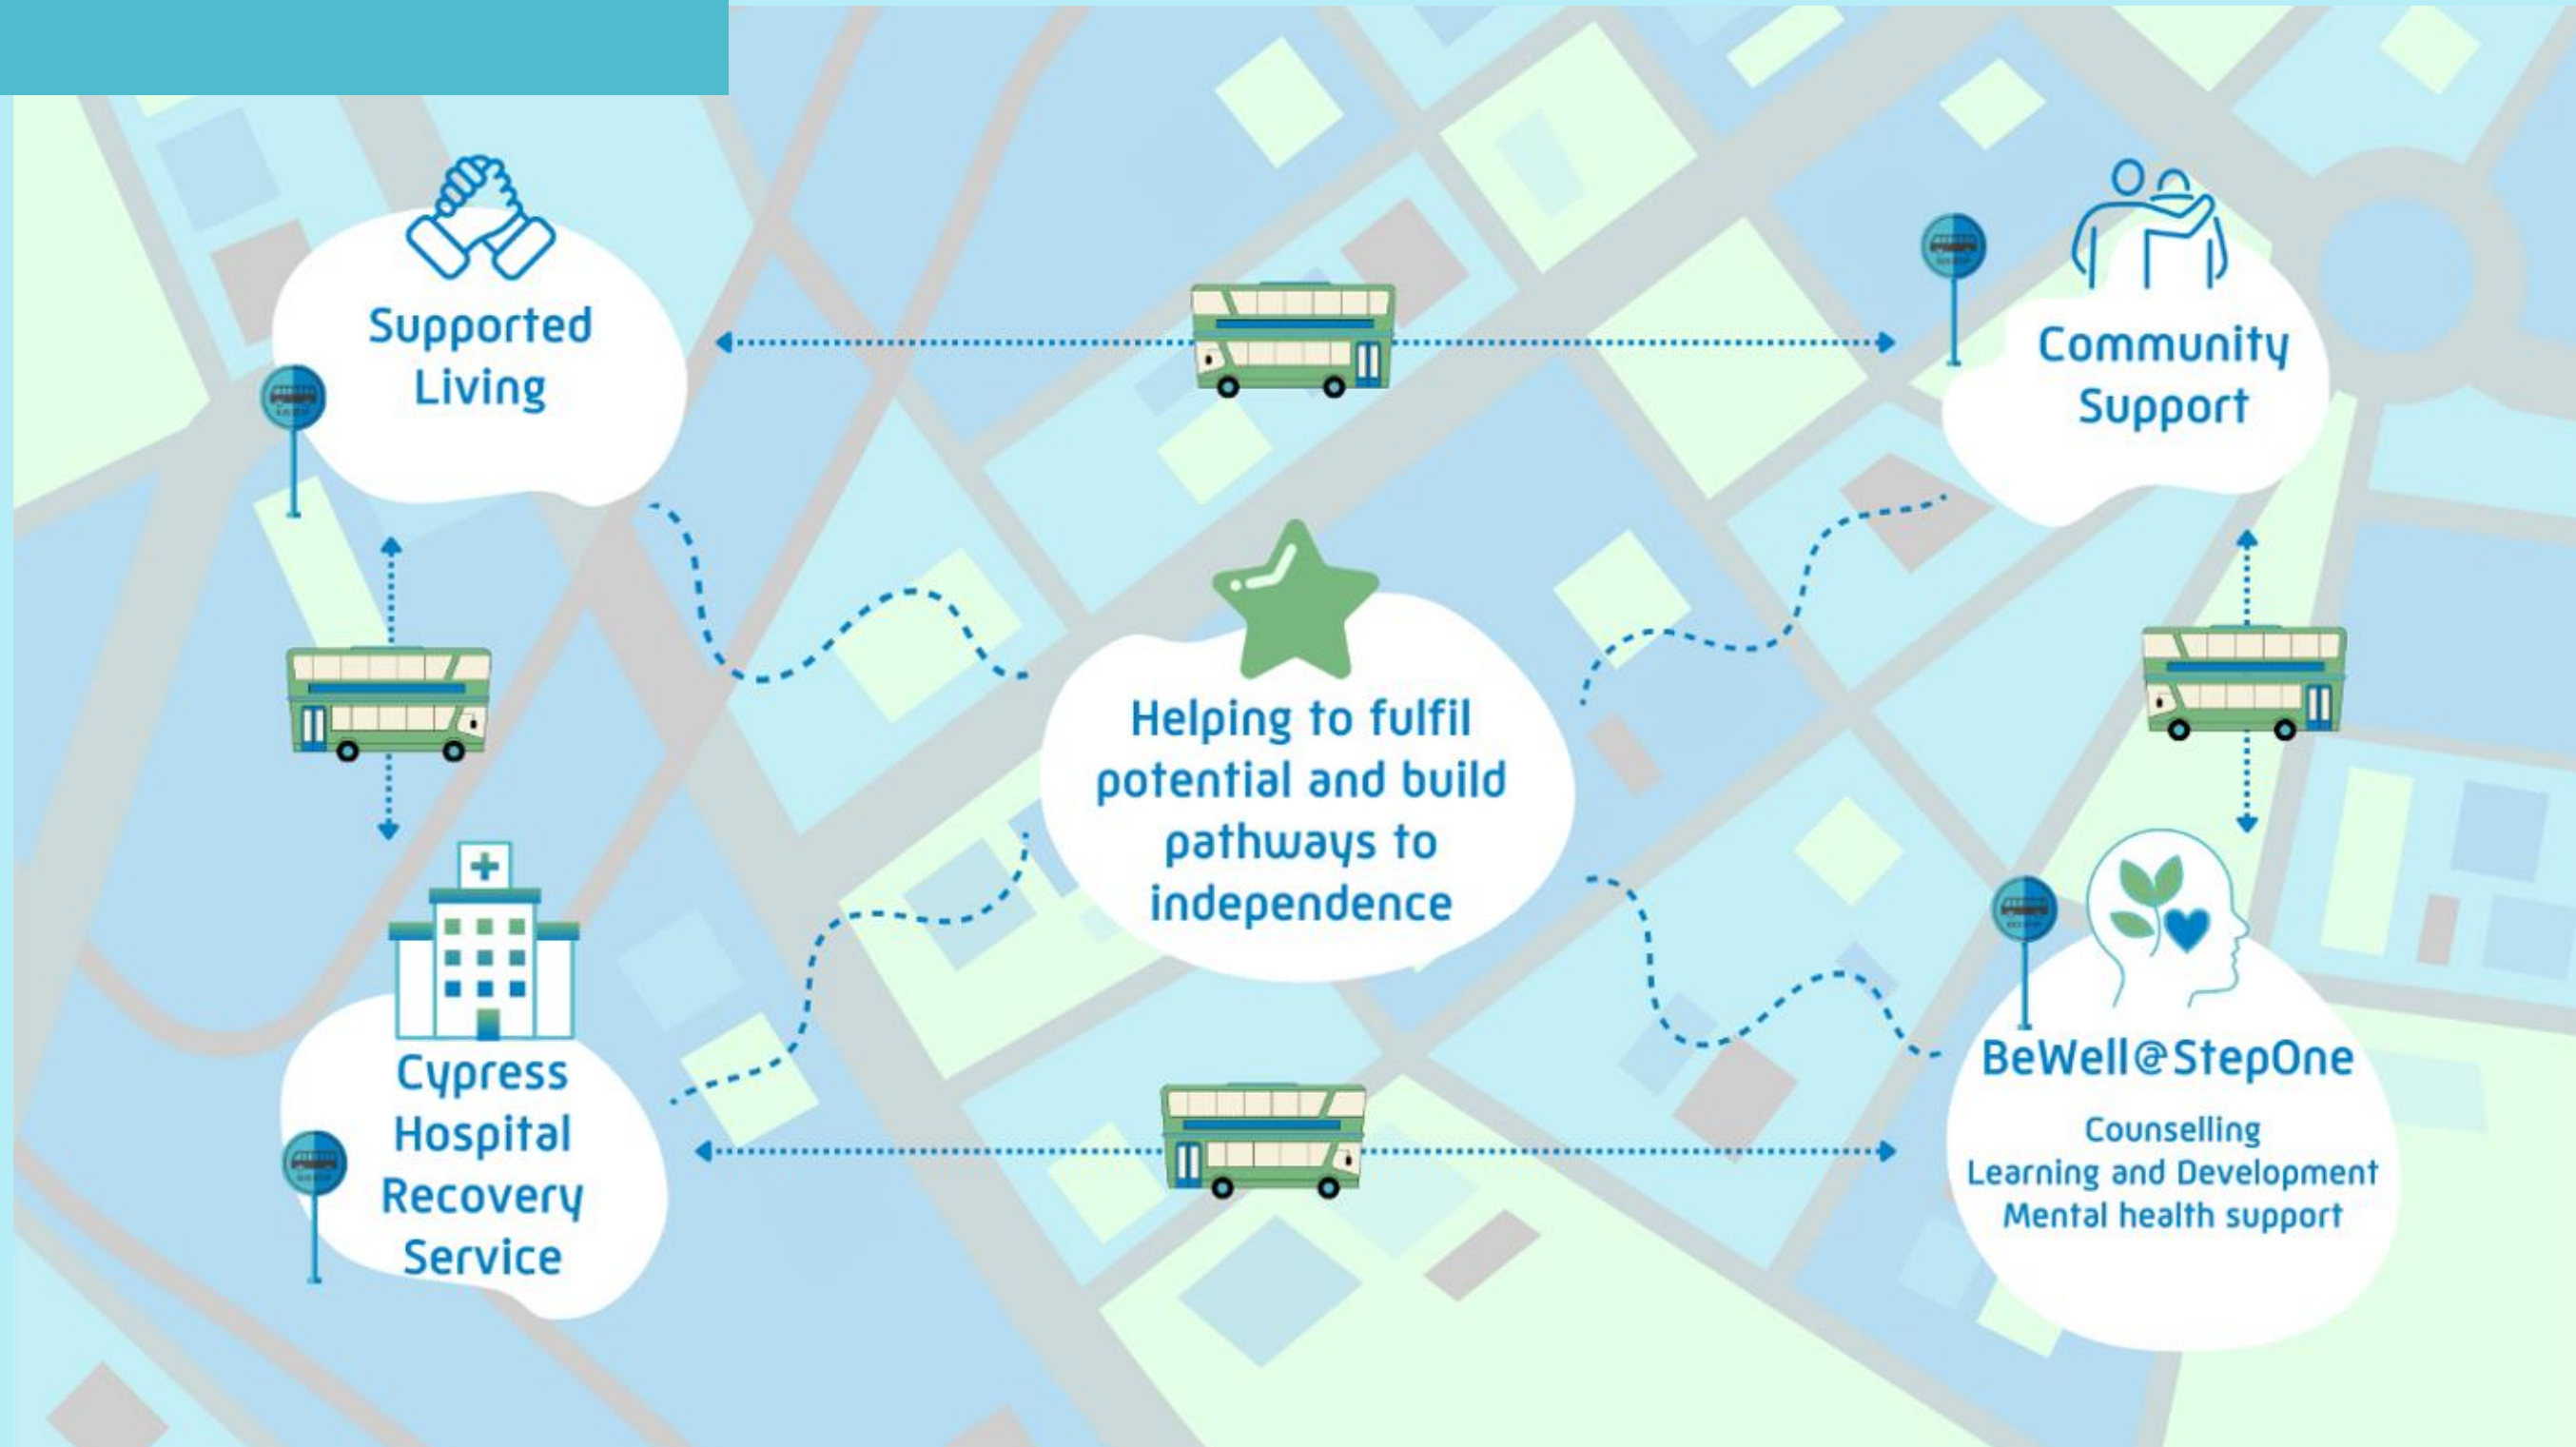 Supported
Living
Community
Support
Helping to fulfil
potential and build
pathways to
independence
Cypress
Hospital
Recovery
Service
BeWell@StepOne
Counselling
Learning and Development
Mental health support